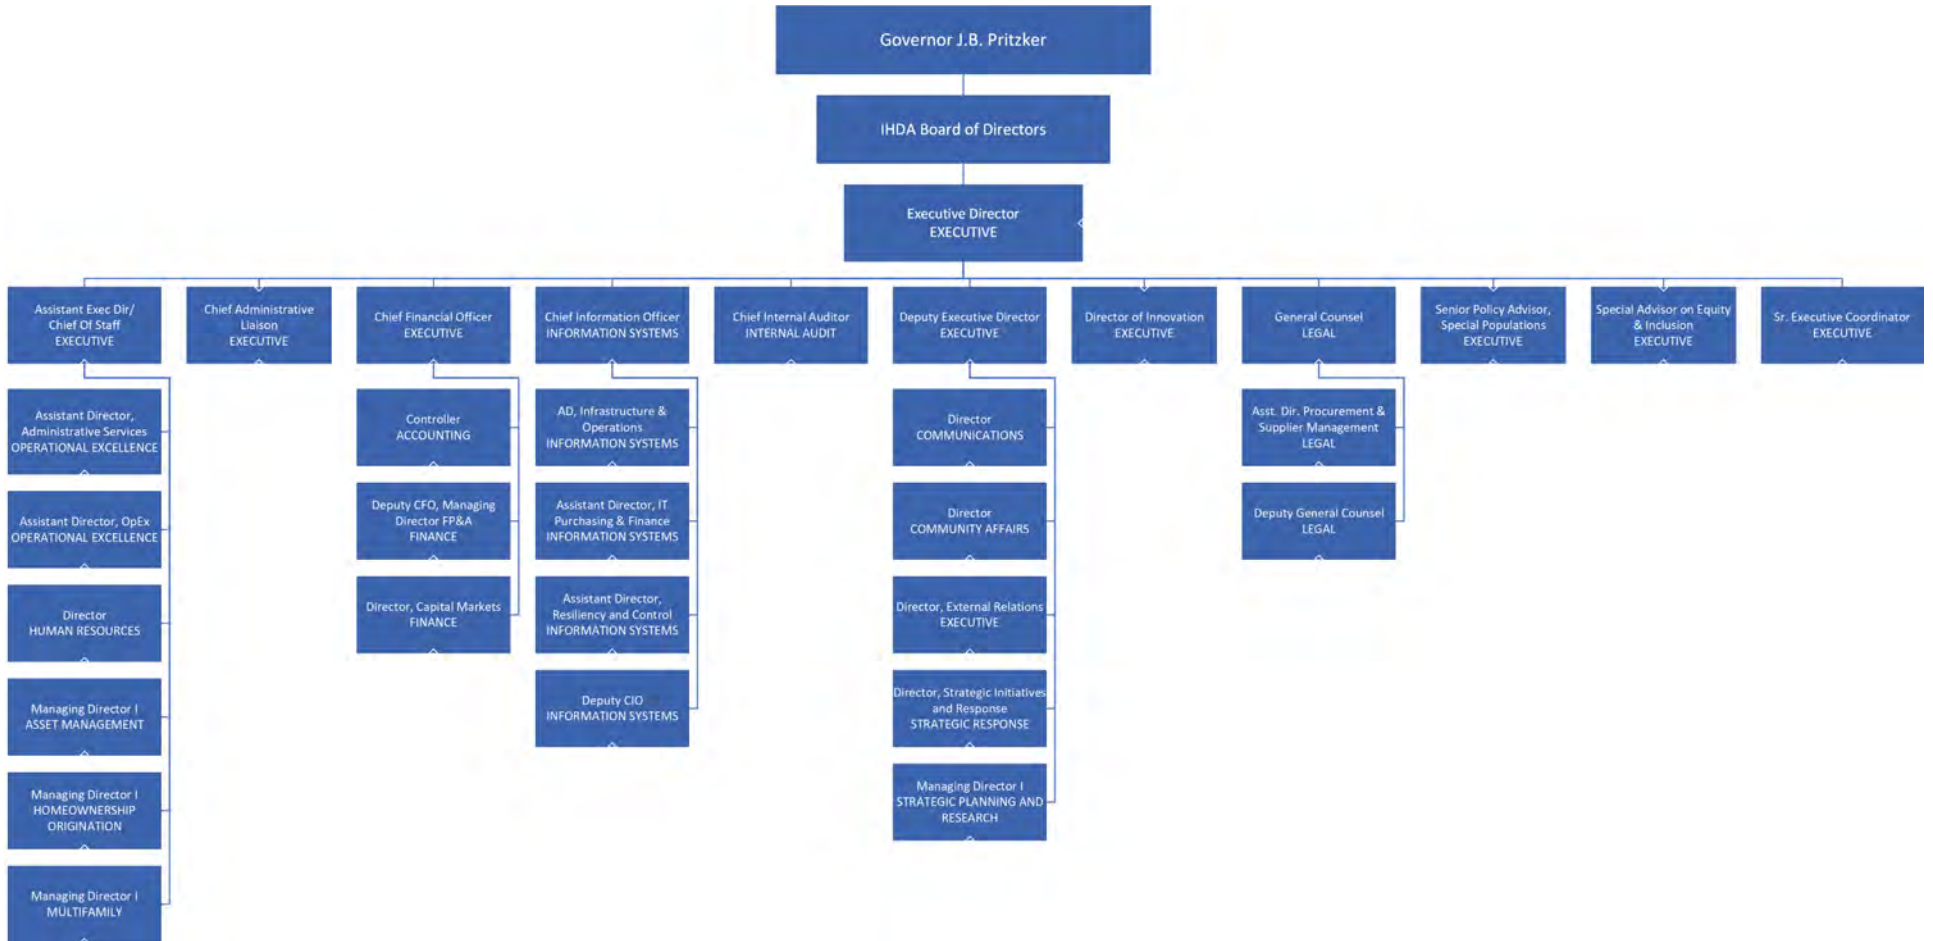 Governor J.B. Pritzker
IHDA Board of Directors
Executive Director
EXECUTIVE
Assistant Exec Dir/
Chief Of Staff
EXECUTIVE
Chief Administrative
Liaison
EXECUTIVE
Chief Financial Officer
EXECUTIVE
Chief Information Officer
INFORMATION SYSTEMS
Chief Internal Auditor
INTERNAL AUDIT
Deputy Executive Director
EXECUTIVE
Director of Innovation
EXECUTIVE
General Counsel
LEGAL
Senior Policy Advisor,
Special Populations
EXECUTIVE
Special Advisor on Equity
& Inclusion
EXECUTIVE
Sr. Executive Coordinator
EXECUTIVE
Assistant Director,
Administrative Services
OPERATIONAL EXCELLENCE
Assistant Director, OpEx
OPERATIONAL EXCELLENCE
Director
HUMAN RESOURCES
Managing Director I
ASSET MANAGEMENT
Managing Director I
HOMEOWNERSHIP
ORIGINATION
Managing Director I
MULTIFAMILY
Controller
ACCOUNTING
Deputy CFO, Managing
Director FP&A
FINANCE
Director, Capital Markets
FINANCE
AD, Infrastructure &
Operations
INFORMATION SYSTEMS
Assistant Director, IT
Purchasing & Finance
INFORMATION SYSTEMS
Assistant Director,
Resiliency and Control
INFORMATION SYSTEMS
Deputy CIO
INFORMATION SYSTEMS
Director
COMMUNICATIONS
Director
COMMUNITY AFFAIRS
Director, External Relations
EXECUTIVE
Director, Strategic Initiatives
and Response
STRATEGIC RESPONSE
Managing Director I
STRATEGIC PLANNING AND
RESEARCH
Asst. Dir. Procurement &
Supplier Management
LEGAL
Deputy General Counsel
LEGAL